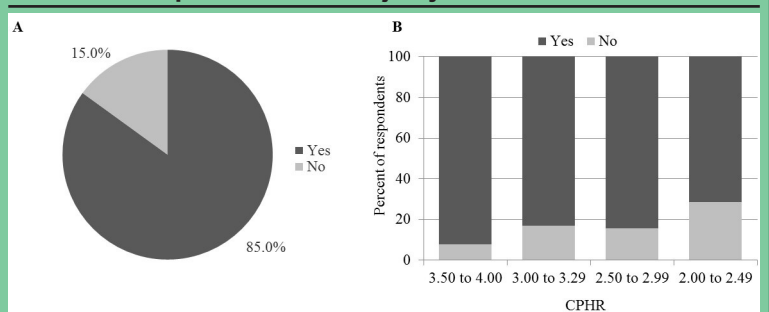 A
15.0%
Yes
No
85.0%
B
Yes No
Percent of respondents
100
80
60
40
20
0
3.50 to 4.00 3.00 to 3.29 2.50 to 2.99 2.00 to 2.49
CPHR